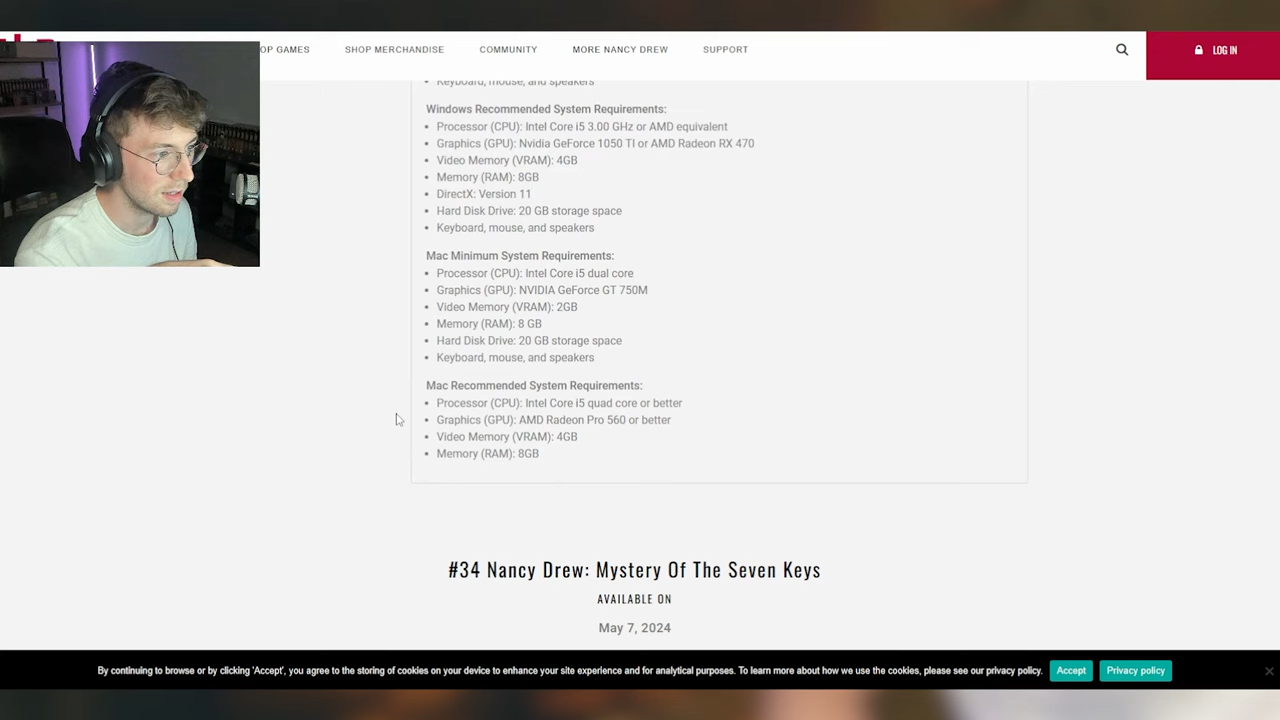 OP GAMES
SHOP MERCHANDISE
COMMUNITY
MORE NANCY DREW
SUPPORT
LOG IN
Keyboard, mouse, and speakers
Windows Recommended System Requirements:
Processor (CPU): Intel Core i5 3.00 GHz or AMD equivalent
Graphics (GPU): Nvidia GeForce 1050 TI or AMD Radeon RX 470
Video Memory (VRAM): 4GB
Memory (RAM): 8GB
DirectX: Version 11
Hard Disk Drive: 20 GB storage space
Keyboard, mouse, and speakers
Mac Minimum System Requirements:
Processor (CPU): Intel Core i5 dual core
Graphics (GPU): NVIDIA GeForce GT 750M
Video Memory (VRAM): 2GB
Memory (RAM): 8 GB
Hard Disk Drive: 20 GB storage space
Keyboard, mouse, and speakers
Mac Recommended System Requirements:
Processor (CPU): Intel Core i5 quad core or better
Graphics (GPU): AMD Radeon Pro 560 or better
Video Memory (VRAM): 4GB
Memory (RAM): 8GB
#34 Nancy Drew: Mystery Of The Seven Keys
AVAILABLE ON
May 7, 2024
By continuing to browse or by clicking 'Accept', you agree to the storing of cookies on your device to enhance your site experience and for analytical purposes. To learn more about how we use the cookies, please see our privacy policy.
Accept
Privacy policy